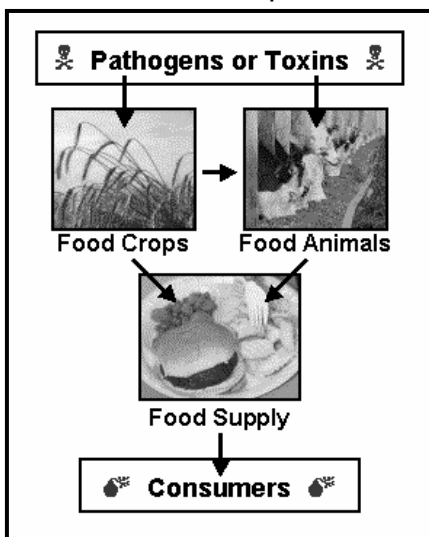 Pathogens or Toxins
Food Crops
Food Animals
Food Supply
Consumers